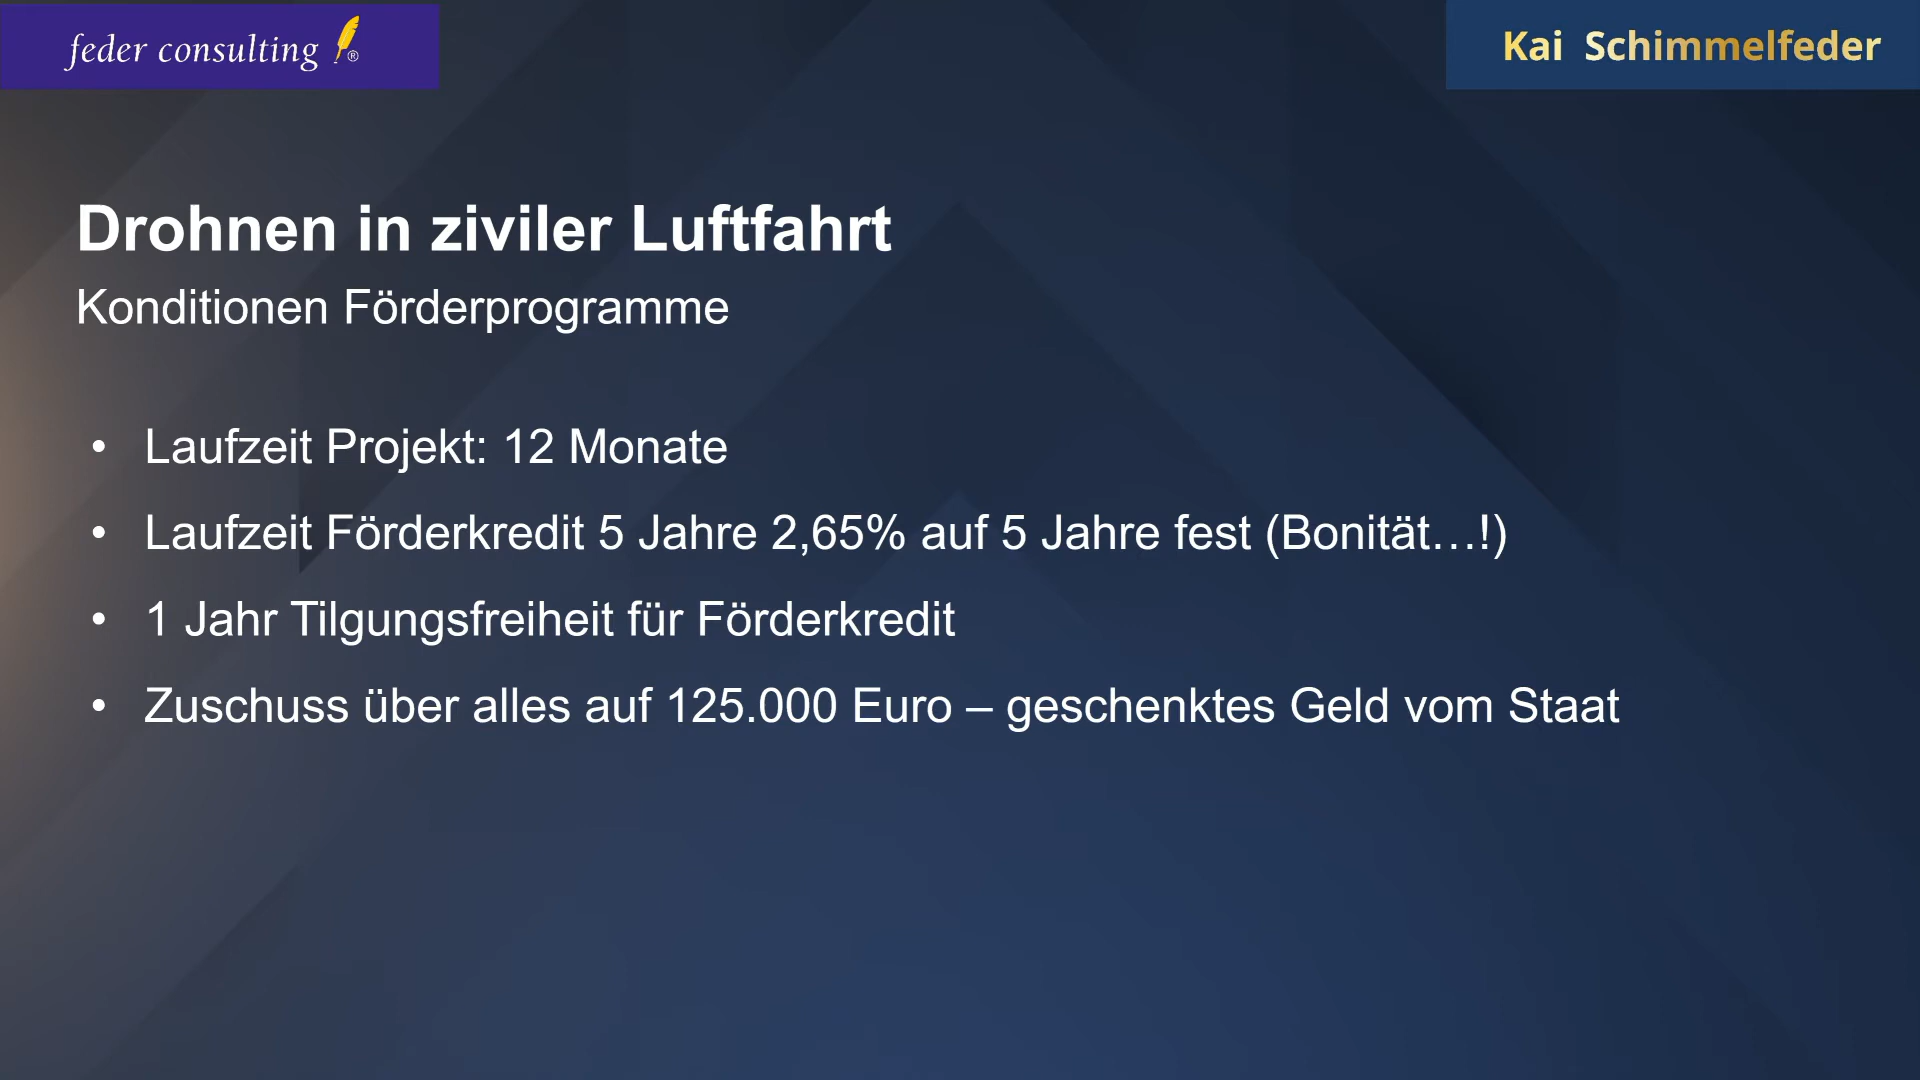 feder consulting ®
Kai Schimmelfeder
Drohnen in ziviler Luftfahrt
Konditionen Förderprogramme
• Laufzeit Projekt: 12 Monate
• Laufzeit Förderkredit 5 Jahre 2,65% auf 5 Jahre fest (Bonität…!)
• 1 Jahr Tilgungsfreiheit für Förderkredit
• Zuschuss über alles auf 125.000 Euro – geschenktes Geld vom Staat